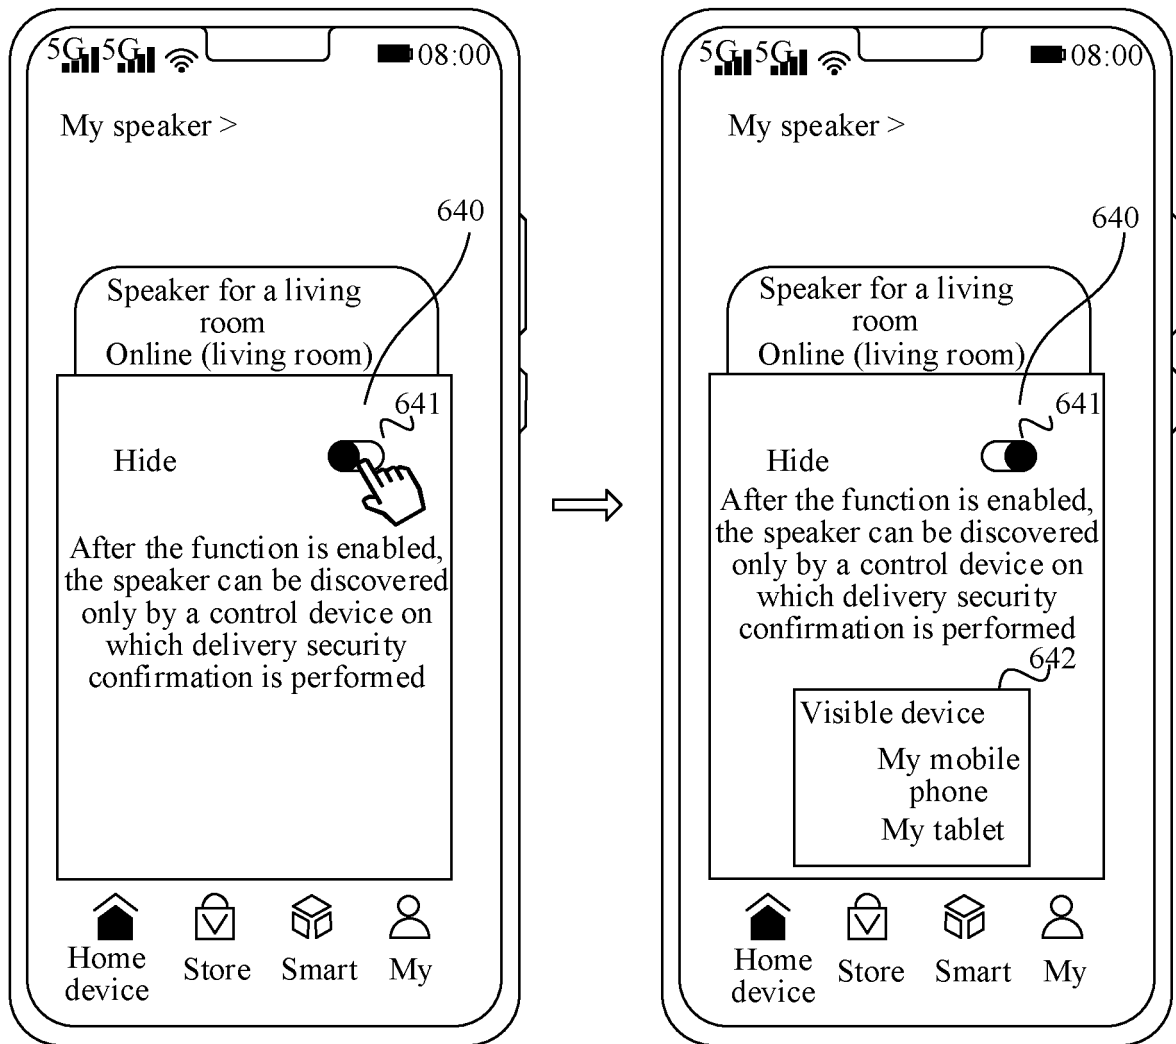 5G 5G 08:00
My speaker >
640
Speaker for a living
room
Online (living room)
641
Hide
After the function is enabled,
the speaker can be discovered
only by a control device on
which delivery security
confirmation is performed
Home
device
Store
Smart
My
5G 5G 08:00
My speaker >
640
Speaker for a living
room
Online (living room)
641
Hide
After the function is enabled,
the speaker can be discovered
only by a control device on
which delivery security
confirmation is performed
642
Visible device
My mobile
phone
My tablet
Home
device
Store
Smart
My